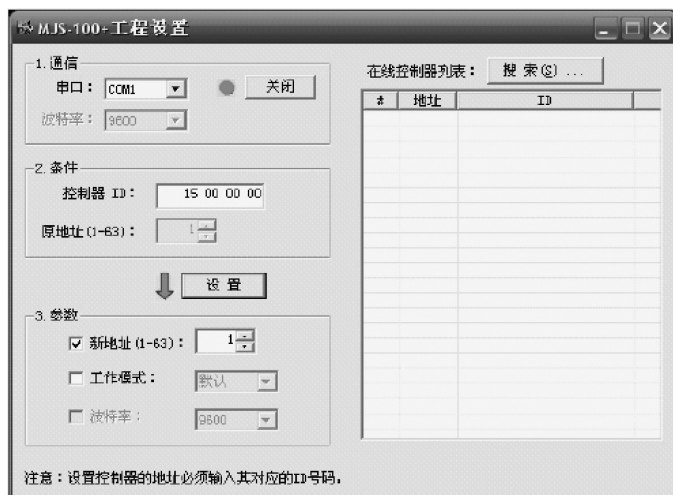 MJS-100+工程设置
1.通信
串口： COM1 关闭
波特率： 9600
2.条件
控制器 ID： 15 00 00 00
原地址(1-63)： 1
设置
3.参数
新地址(1-63)： 1
工作模式： 默认
波特率： 9600
在线控制器列表： 搜索(S) ...
# 地址 ID
注意：设置控制器的地址必须输入其对应的ID号码。